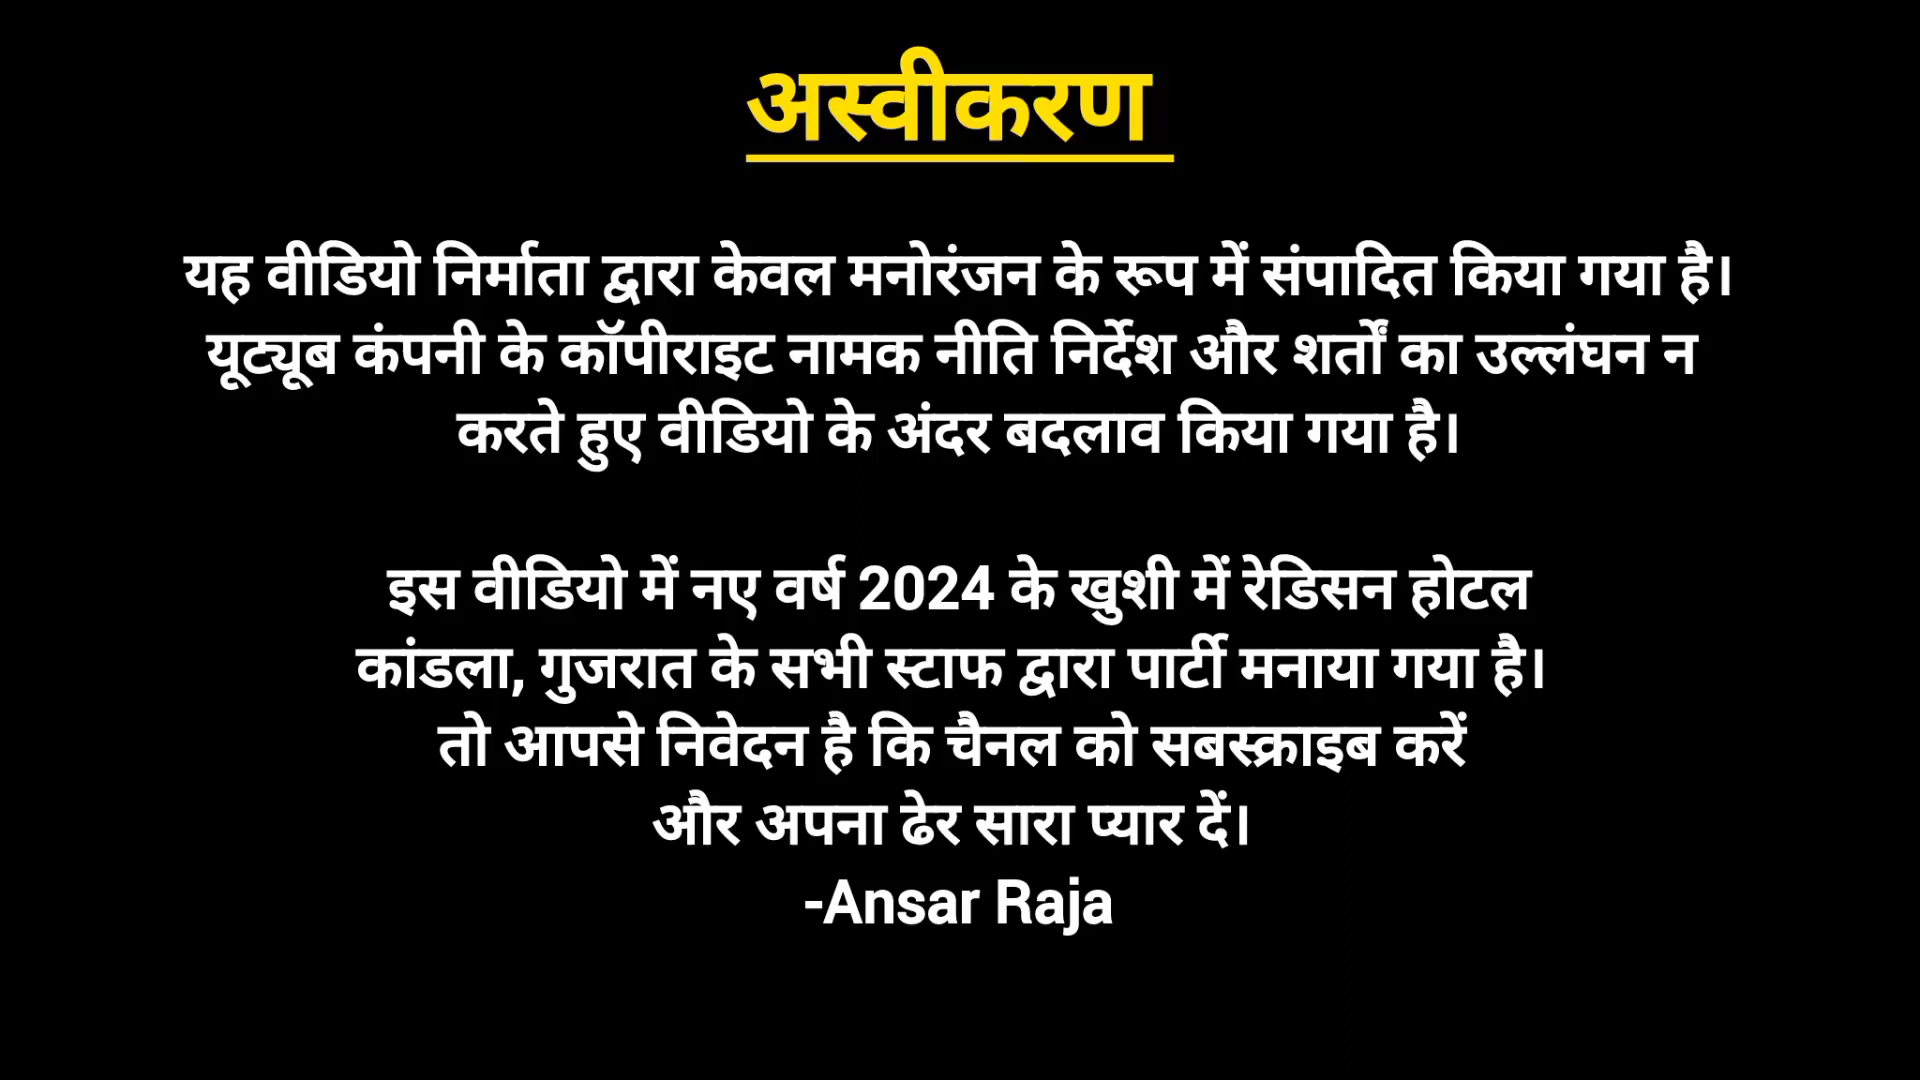 अस्वीकरण
यह वीडियो निर्माता द्वारा केवल मनोरंजन के रूप में संपादित किया गया है।
यूट्यूब कंपनी के कॉपीराइट नामक नीति निर्देश और शर्तों का उल्लंघन न
करते हुए वीडियो के अंदर बदलाव किया गया है।
इस वीडियो में नए वर्ष 2024 के खुशी में रेडिसन होटल
कांडला, गुजरात के सभी स्टाफ द्वारा पार्टी मनाया गया है।
तो आपसे निवेदन है कि चैनल को सबस्क्राइब करें
और अपना ढेर सारा प्यार दें।
-Ansar Raja